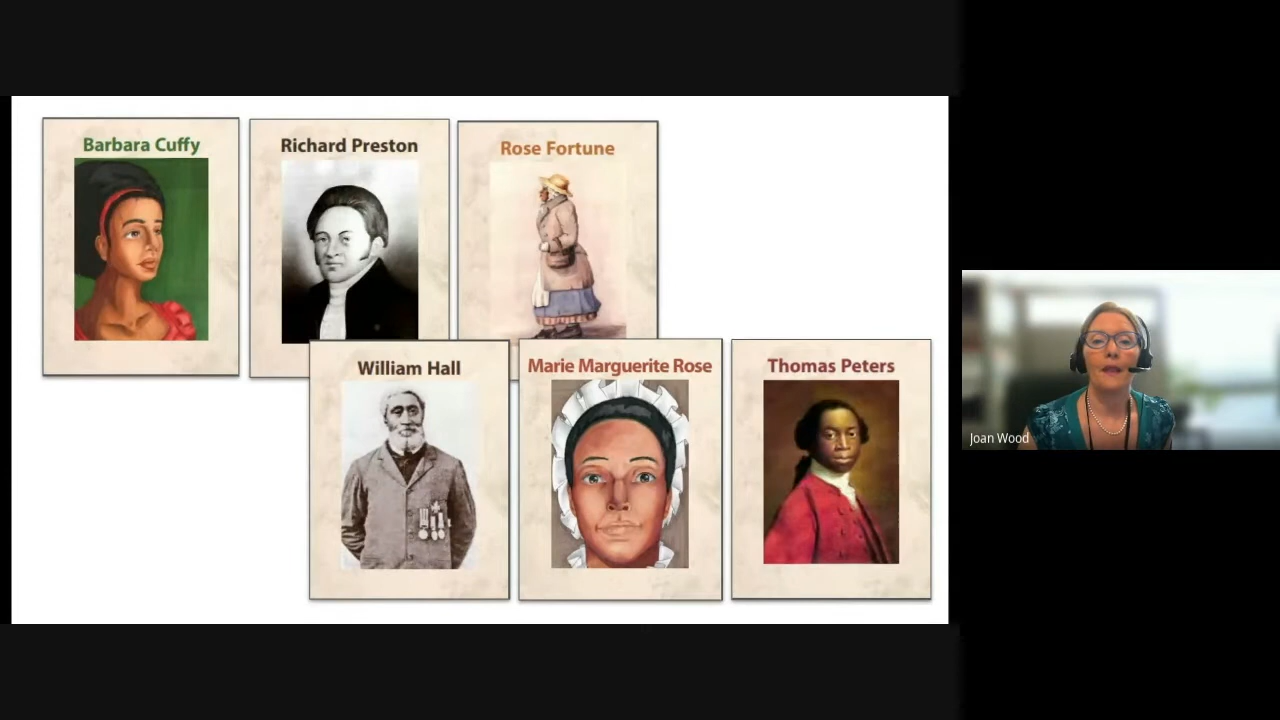 Barbara Cuffy
Richard Preston
Rose Fortune
William Hall
Marie Marguerite Rose
Thomas Peters
Joan Wood